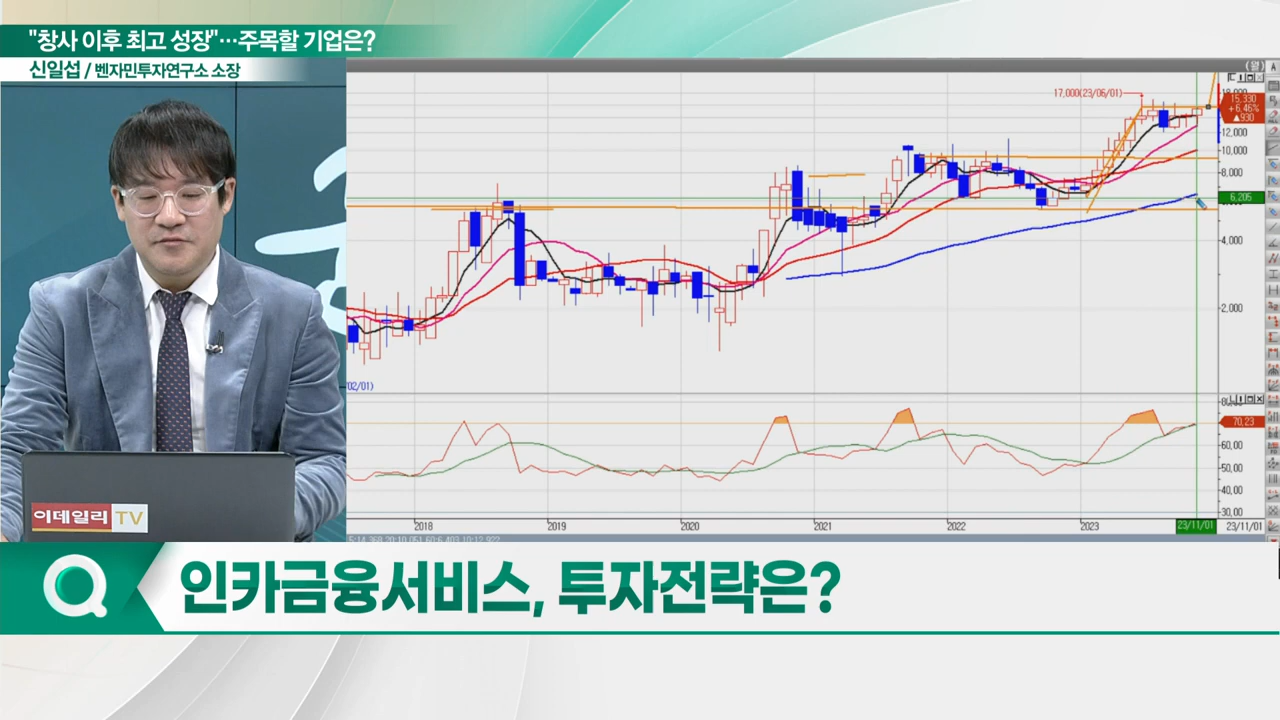 "창사 이후 최고 성장"…주목할 기업은?
신일섭 / 벤자민투자연구소 소장
(월) A
17,000(23/06/01)
15,330
+6,46%
▲930
12,000
10,000
8,000
6,205
4,000
2,000
02/01)
70,23
60,00
50,00
40,00
30,00
2018 2019 2020 2021 2022 2023 23/11/01 23/11/01
이데일리 TV
인카금융서비스, 투자전략은?